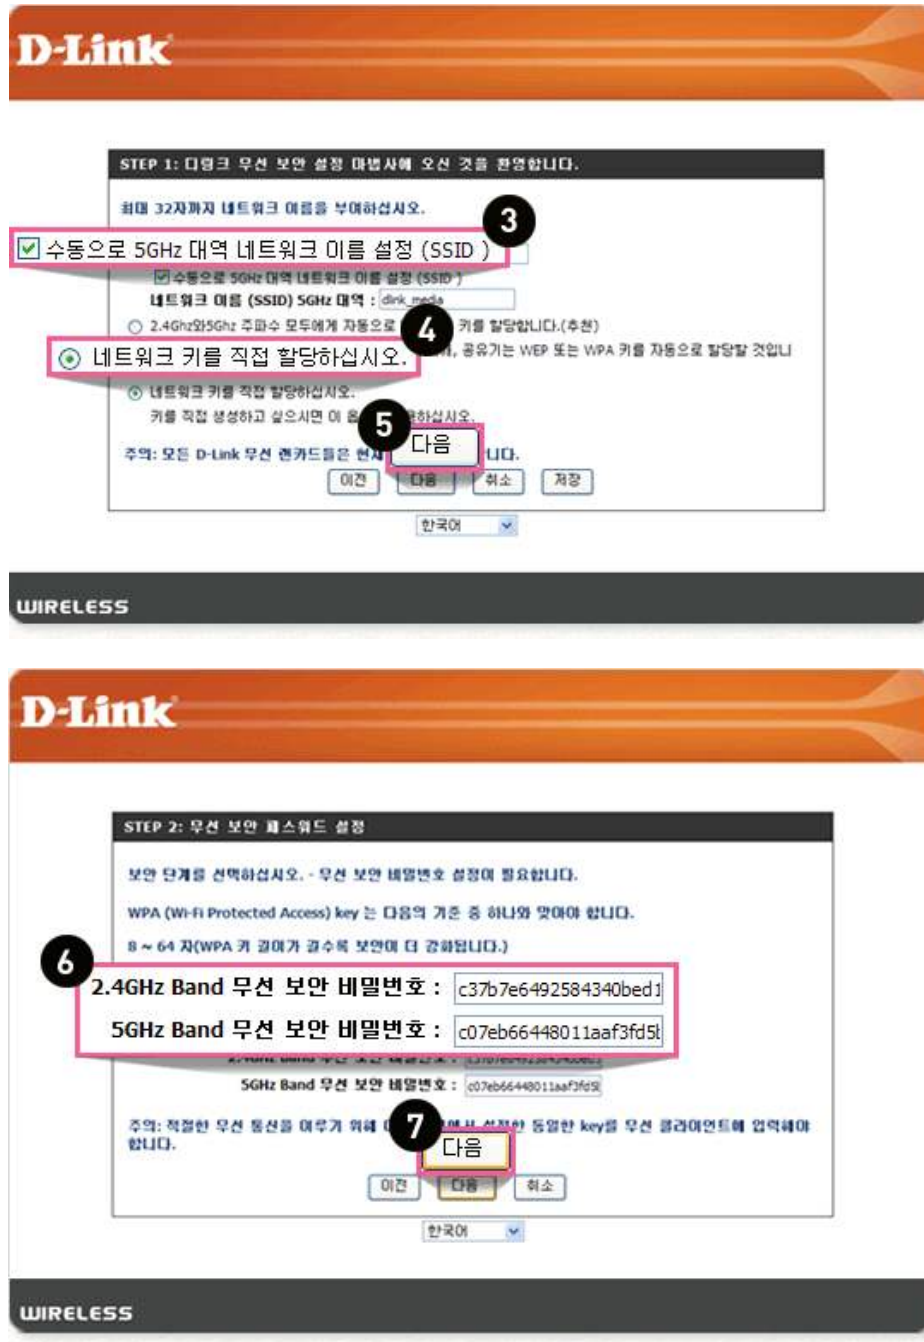 D-Link
STEP 1: 디링크 무선 보안 설정 마법사에 오신 것을 환영합니다.
최대 32자까지 네트워크 이름을 부여하십시오.
3
수동으로 5GHz 대역 네트워크 이름 설정 (SSID )
수동으로 5GHz 대역 네트워크 이름 설정 (SSID )
네트워크 이름 (SSID) 5GHz 대역 : dlink_media
2.4Ghz와5Ghz 주파수 모두에게 자동으로 키를 할당합니다.(추천)
4
네트워크 키를 직접 할당하십시오.
공유기는 WEP 또는 WPA 키를 자동으로 할당할 것입니
네트워크 키를 직접 할당하십시오.
키를 직접 생성하고 싶으시면 이
5
다음
주의: 모든 D-Link 무선 랜카드들은 현재 니다.
이전 다음 취소 저장
한국어
WIRELESS
D-Link
STEP 2: 무선 보안 패스워드 설정
보안 단계를 선택하십시오. - 무선 보안 비밀번호 설정이 필요합니다.
WPA (Wi-Fi Protected Access) key 는 다음의 기준 중 하나와 맞아야 합니다.
8 ~ 64 자(WPA 키 길이가 길수록 보안이 더 강화됩니다.)
6
2.4GHz Band 무선 보안 비밀번호 : c37b7e6492584340bed1
5GHz Band 무선 보안 비밀번호 : c07eb66448011aaf3fd5
5GHz Band 무선 보안 비밀번호 : c07eb66448011aaf3fd5
주의: 적절한 무선 통신을 이루기 위해 설정한 동일한 key를 무선 클라이언트에 입력해야
합니다.
7
다음
이전 다음 취소
한국어
WIRELESS